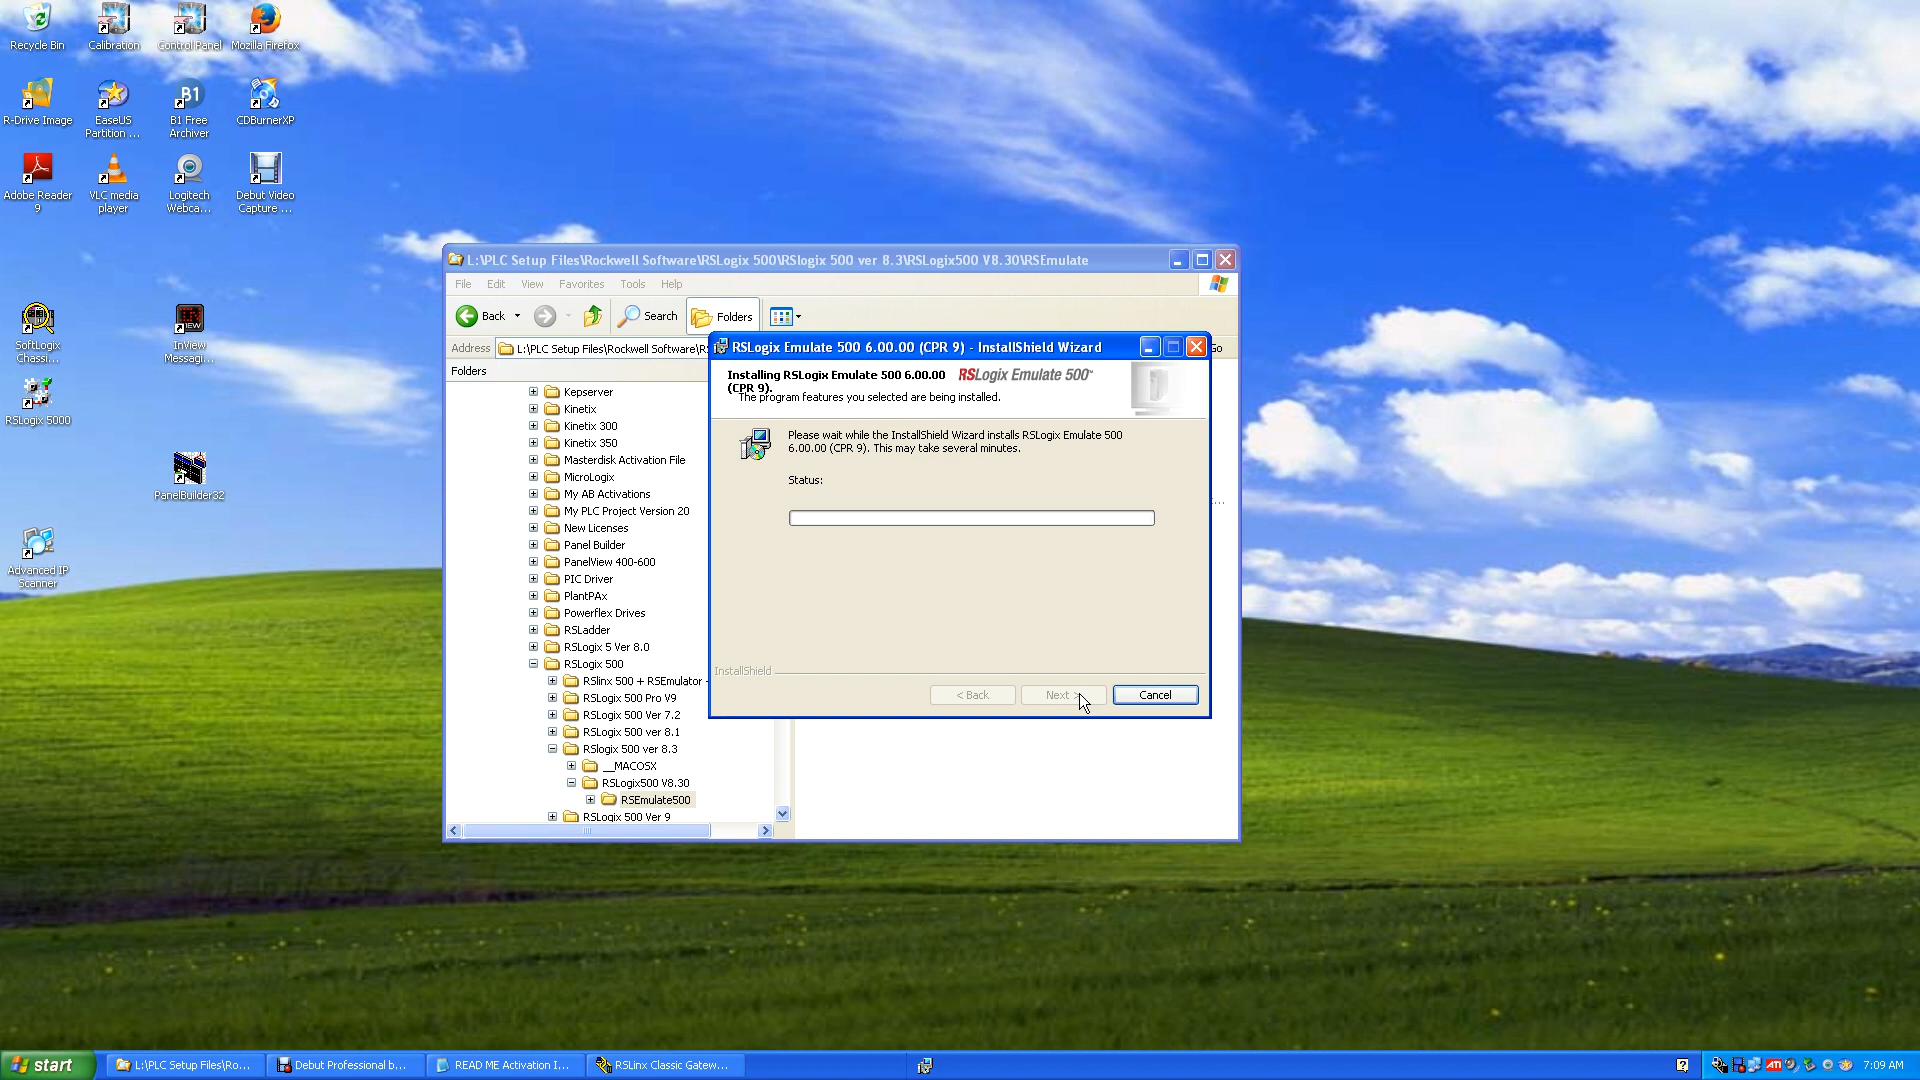 Recycle Bin
Calibration
Control Panel
Mozilla Firefox
R-Drive Image
EaseUS Partition ...
B1 Free Archiver
CDBurnerXP
Adobe Reader 9
VLC media player
Logitech Webca...
Debut Video Capture ...
SoftLogix Chassi...
InView Messagi...
RSLogix 5000
PanelBuilder32
Advanced IP Scanner
L:\PLC Setup Files\Rockwell Software\RSLogix 500\RSlogix 500 ver 8.3\RSLogix500 V8.30\RSEmulate
File Edit View Favorites Tools Help
Back Search Folders
Address L:\PLC Setup Files\Rockwell Software\RS
Go
Folders
Kepserver
Kinetix
Kinetix 300
Kinetix 350
Masterdisk Activation File
MicroLogix
My AB Activations
My PLC Project Version 20
New Licenses
Panel Builder
PanelView 400-600
PIC Driver
PlantPAx
Powerflex Drives
RSLadder
RSLogix 5 Ver 8.0
RSLogix 500
RSlinx 500 + RSEmulator -
RSLogix 500 Pro V9
RSLogix 500 Ver 7.2
RSLogix 500 ver 8.1
RSlogix 500 ver 8.3
__MACOSX
RSLogix500 V8.30
RSEmulate500
RSLogix 500 Ver 9
RSLogix Emulate 500 6.00.00 (CPR 9) - InstallShield Wizard
Installing RSLogix Emulate 500 6.00.00 (CPR 9).
RSLogix Emulate 500™
The program features you selected are being installed.
Please wait while the InstallShield Wizard installs RSLogix Emulate 500
6.00.00 (CPR 9). This may take several minutes.
Status:
InstallShield
< Back Next > Cancel
start
L:\PLC Setup Files\Ro...
Debut Professional b...
READ ME Activation I...
RSLinx Classic Gatew...
ATI
7:09 AM